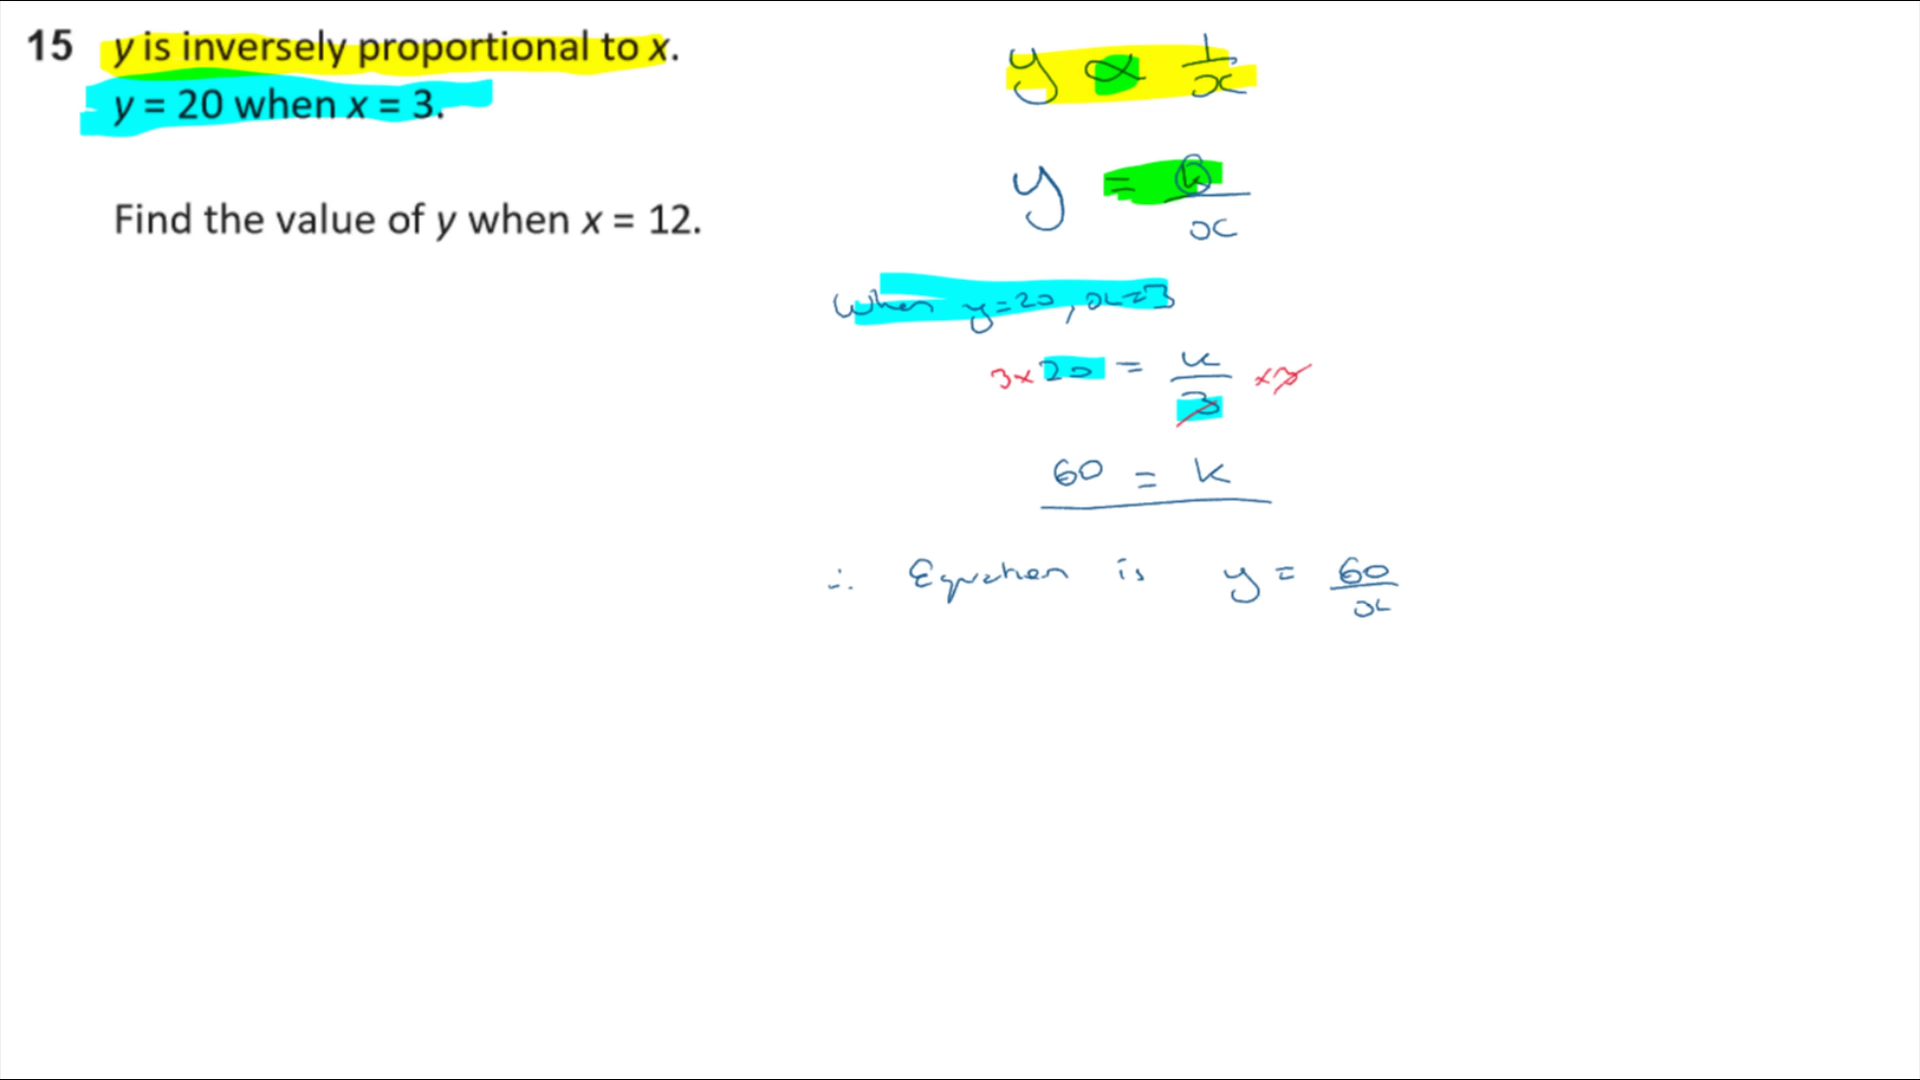 15 y is inversely proportional to x.
y = 20 when x = 3.
Find the value of y when x = 12.
y ∝ 1/x
y = k/x
When y=20, x=3
3× 20 = k/3 ×3
60 = k
∴ Equation is y = 60/x